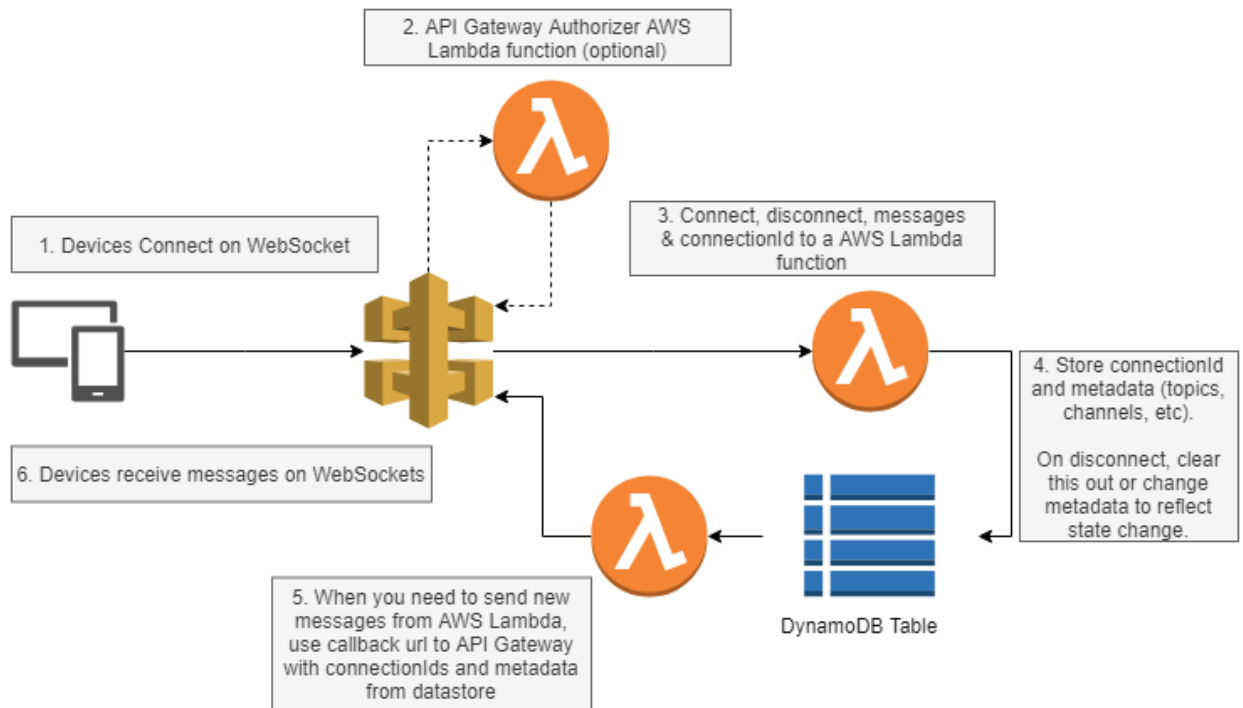 2. API Gateway Authorizer AWS
Lambda function (optional)
1. Devices Connect on WebSocket
3. Connect, disconnect, messages
& connectionId to a AWS Lambda
function
4. Store connectionId
and metadata (topics,
channels, etc).
On disconnect, clear
this out or change
metadata to reflect
state change.
6. Devices receive messages on WebSockets
5. When you need to send new
messages from AWS Lambda,
use callback url to API Gateway
with connectionIds and metadata
from datastore
DynamoDB Table